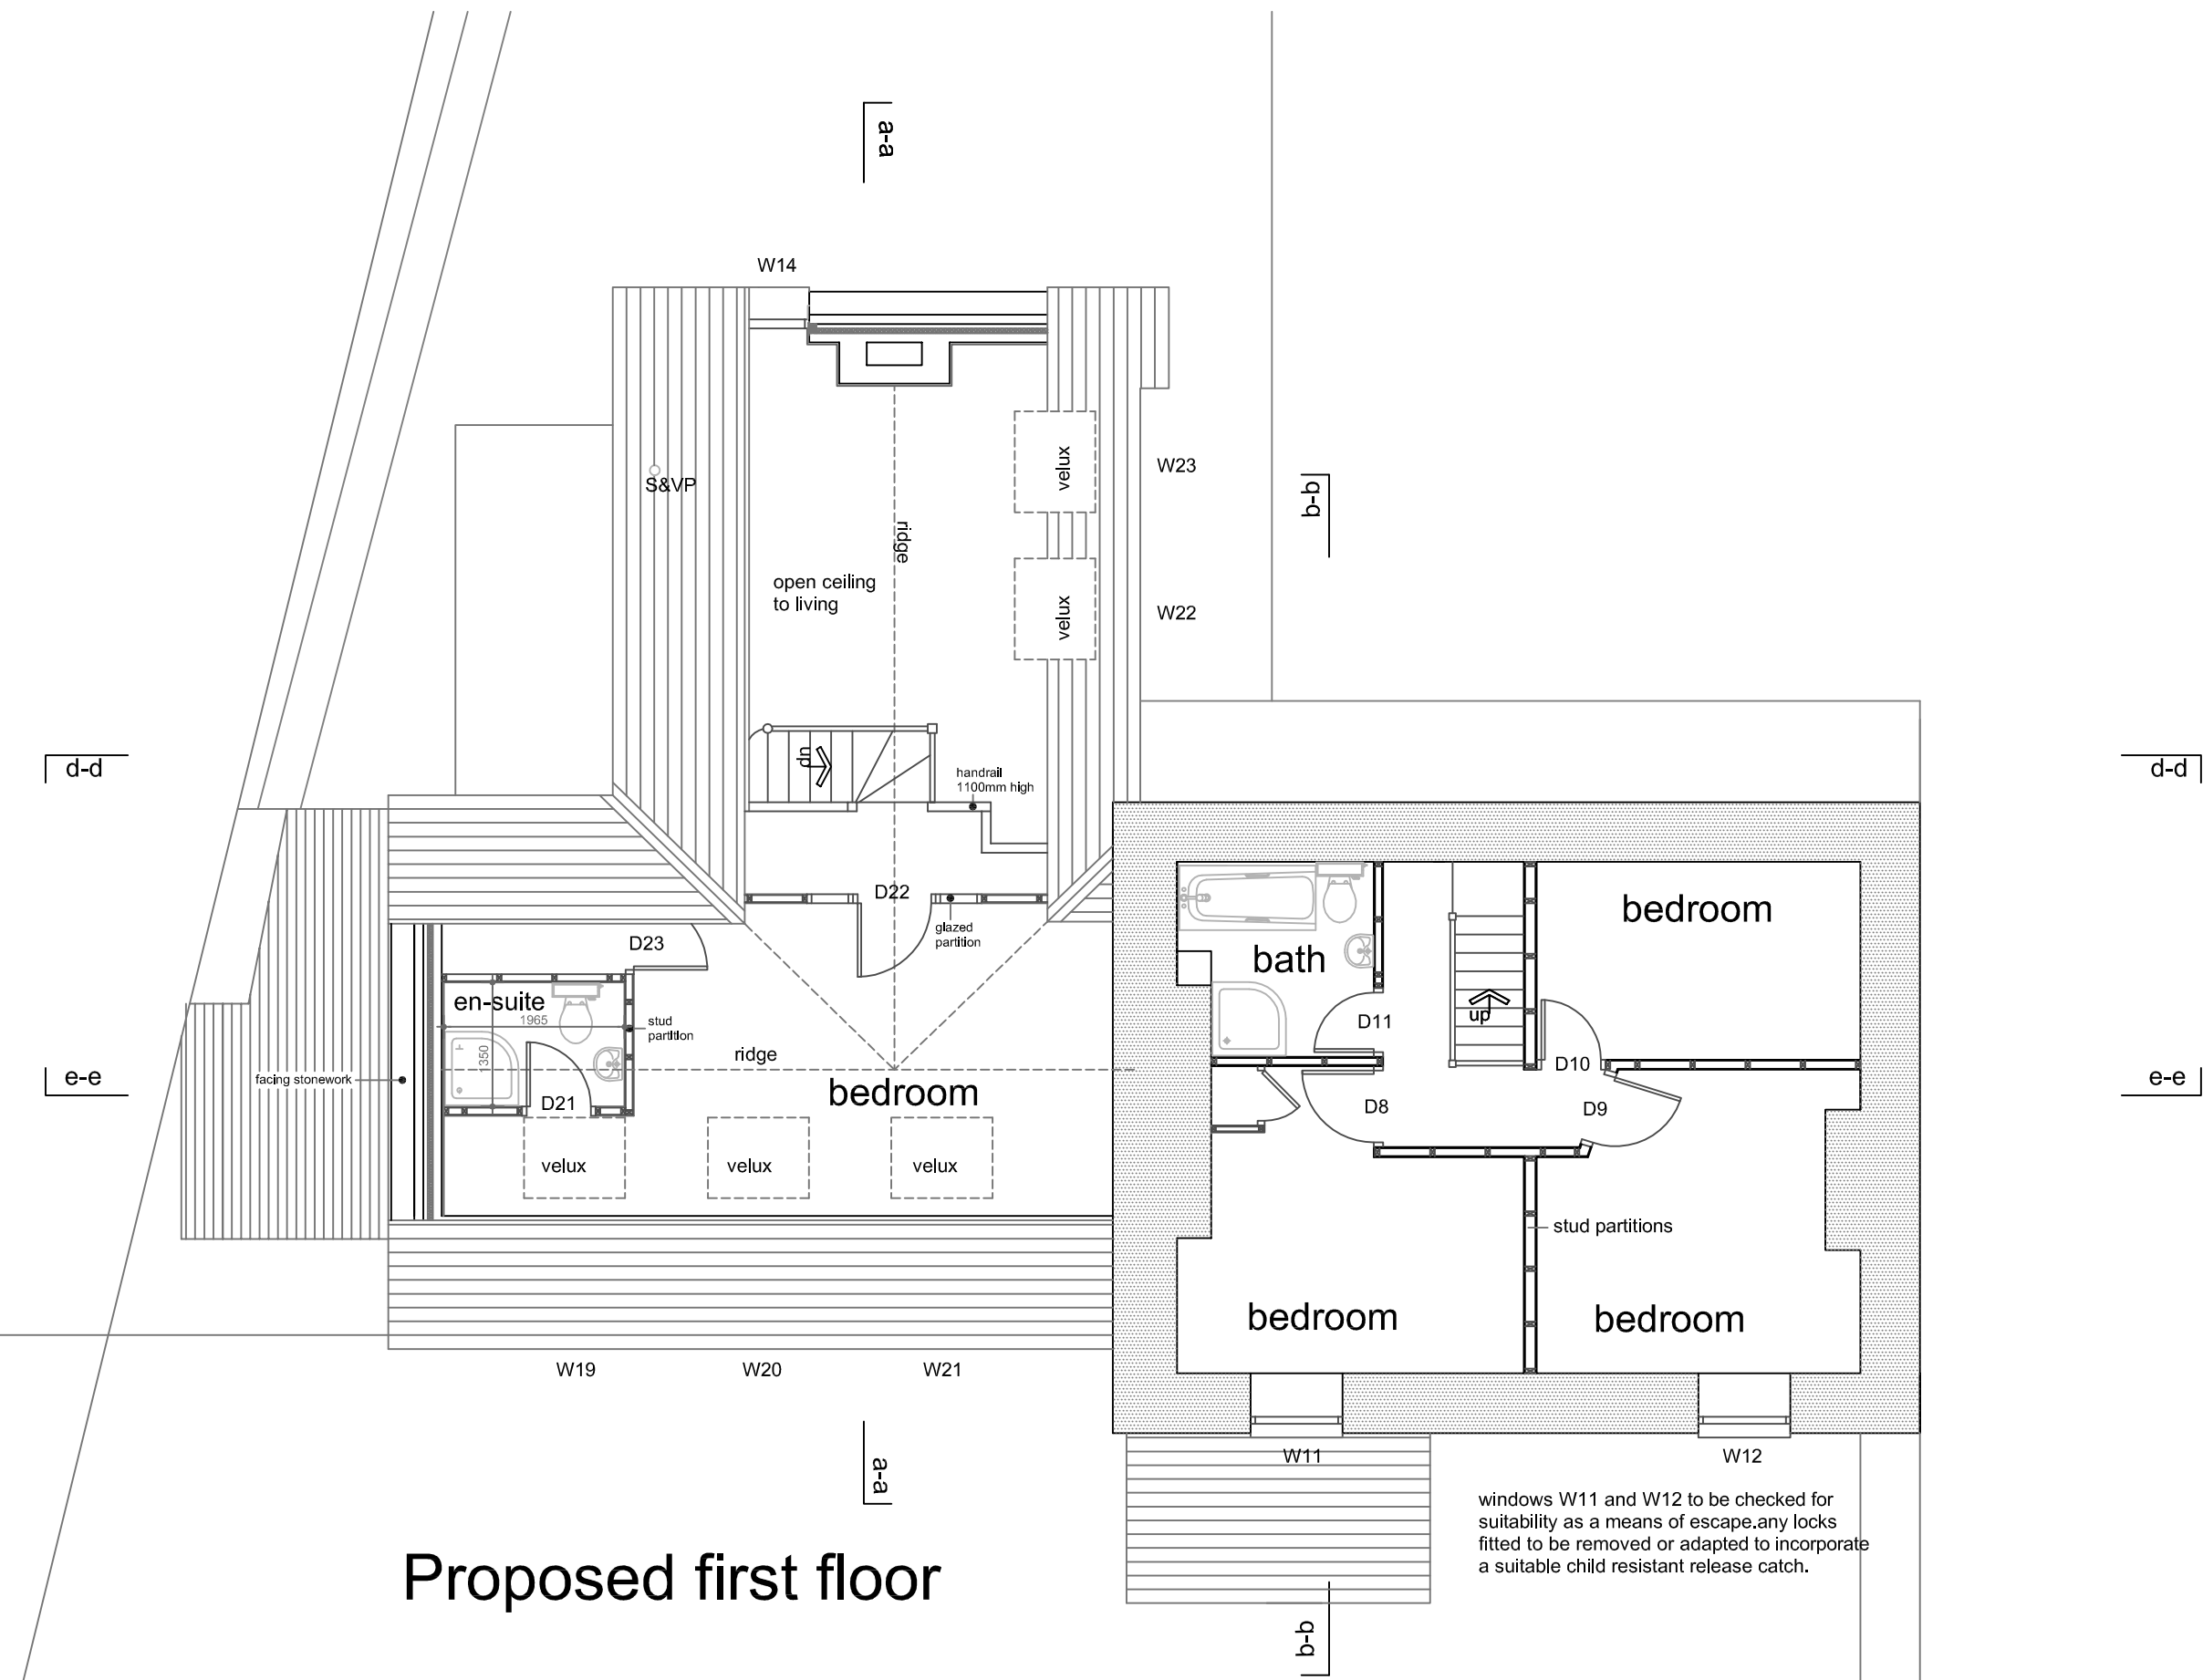 a-a
W14
W23
velux
S&VP
b-b
ridge
open ceiling
to living
velux
W22
dn
handrail
1100mm high
d-d
d-d
D22
glazed
partition
D23
en-suite
1965
1350
stud
partition
bath
bedroom
D11
up
D10
ridge
bedroom
e-e
facing stonework
D21
D8
D9
e-e
velux
velux
velux
stud partitions
bedroom
bedroom
W19
W20
W21
a-a
W11
W12
windows W11 and W12 to be checked for
suitability as a means of escape.any locks
fitted to be removed or adapted to incorporate
a suitable child resistant release catch.
Proposed first floor
b-b